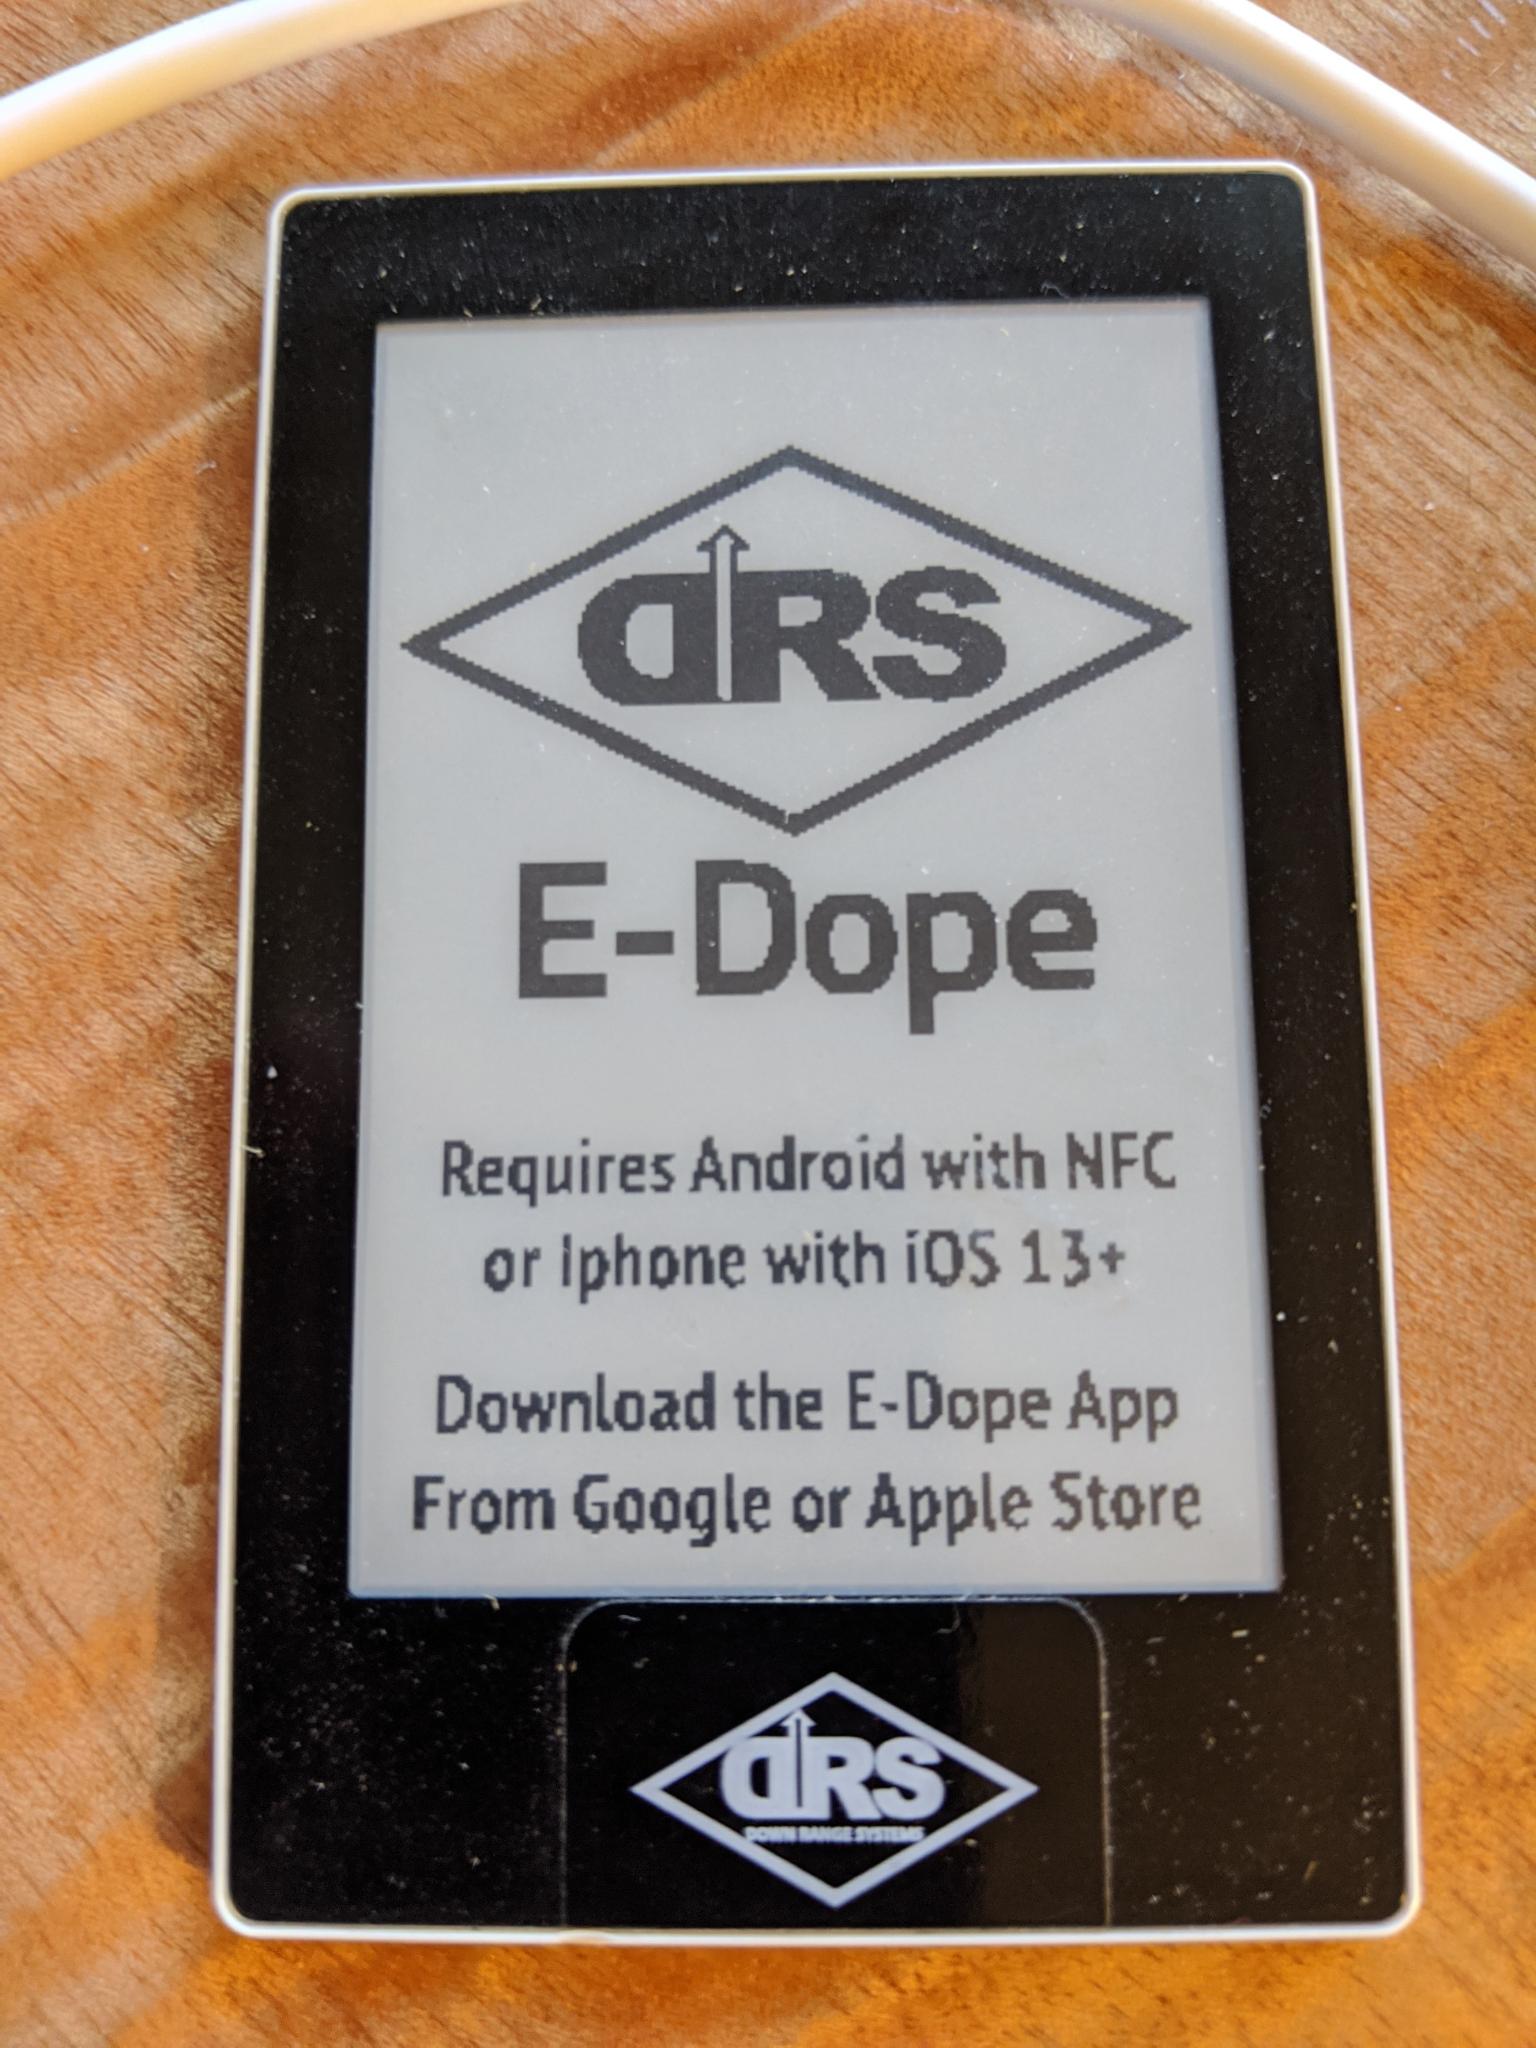 DRS
E-Dope
Requires Android with NFC
or Iphone with iOS 13+
Download the E-Dope App
From Google or Apple Store
DRS
DOWN RANGE SYSTEMS